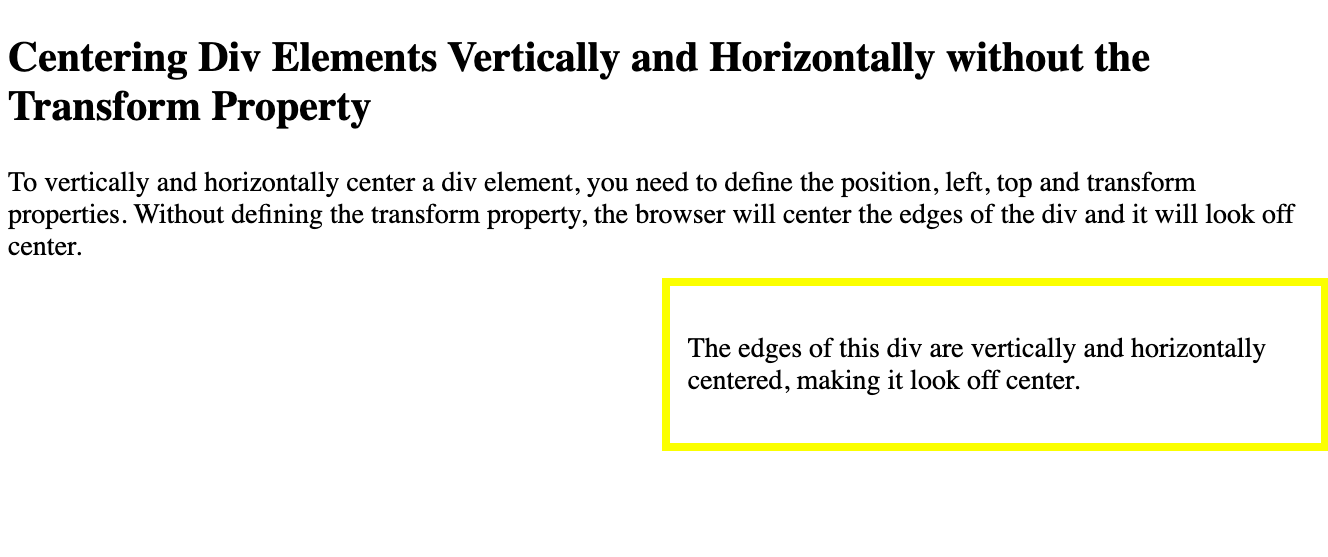 Centering Div Elements Vertically and Horizontally without the
Transform Property
To vertically and horizontally center a div element, you need to define the position, left, top and transform
properties. Without defining the transform property, the browser will center the edges of the div and it will look off
center.
The edges of this div are vertically and horizontally
centered, making it look off center.